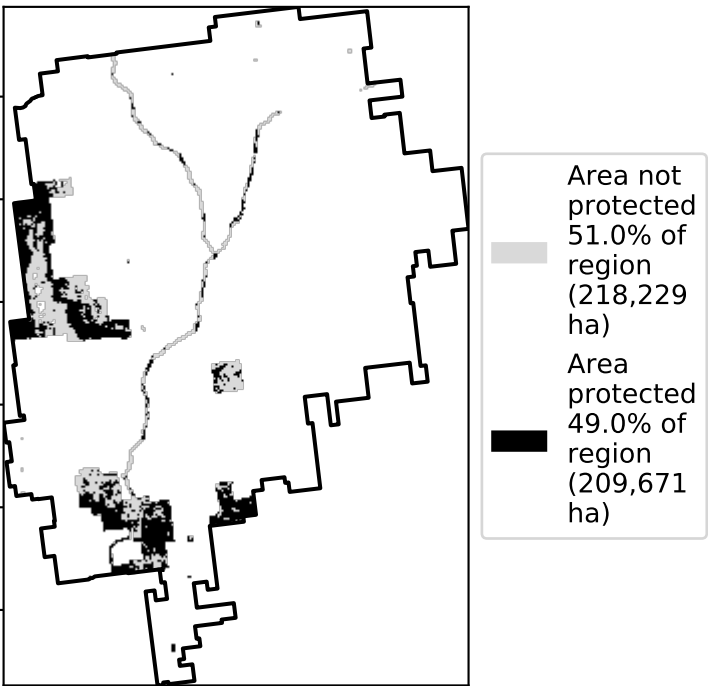 Area not
protected
51.0% of
region
(218,229
ha)
Area
protected
49.0% of
region
(209,671
ha)